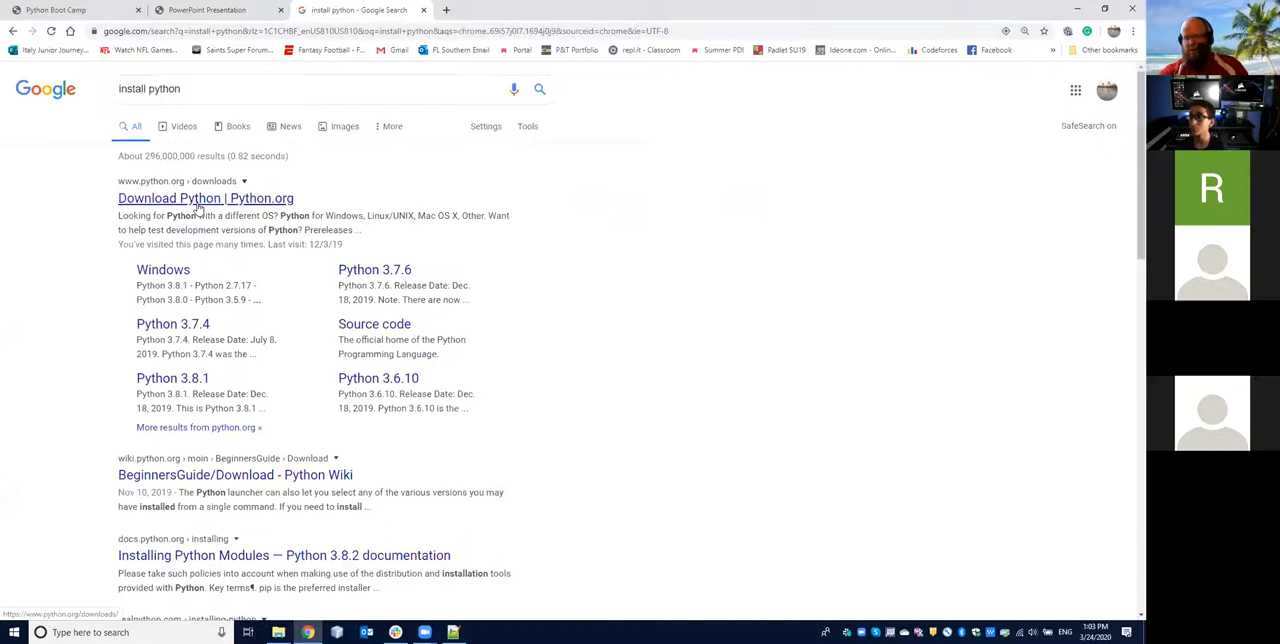 Python Boot Camp
PowerPoint Presentation
install python - Google Search
google.com/search?q=install+python&rlz=1C1CHBF_enUS810US810&oq=install+python&aqs=chrome..69i57j0l7.1694j0j9&sourceid=chrome&ie=UTF-8
Italy Junior Journey... Watch NFL Games... Saints Super Forum... Fantasy Football - F... Gmail FL Southern Email Portal P&T Portfolio repl.it - Classroom Summer PDI Padlet SU19 Ideone.com - Onlin... Codeforces Facebook » Other bookmarks
Google
install python
All Videos Books News Images More Settings Tools
SafeSearch on
About 296,000,000 results (0.82 seconds)
www.python.org › downloads
Download Python | Python.org
Looking for Python with a different OS? Python for Windows, Linux/UNIX, Mac OS X, Other. Want
to help test development versions of Python? Prereleases ...
You've visited this page many times. Last visit: 12/3/19
Windows
Python 3.8.1 - Python 2.7.17 -
Python 3.8.0 - Python 3.5.9 - ...
Python 3.7.6
Python 3.7.6. Release Date: Dec.
18, 2019. Note. There are now ...
Python 3.7.4
Python 3.7.4. Release Date: July 8,
2019. Python 3.7.4 was the ...
Source code
The official home of the Python
Programming Language.
Python 3.8.1
Python 3.8.1. Release Date: Dec.
18, 2019. This is Python 3.8.1 ...
Python 3.6.10
Python 3.6.10. Release Date: Dec.
18, 2019. Python 3.6.10 is the ...
More results from python.org »
wiki.python.org › moin › BeginnersGuide › Download
BeginnersGuide/Download - Python Wiki
Nov 10, 2019 - The Python launcher can also let you select any of the various versions you may
have installed from a single command. If you need to install ...
docs.python.org › installing
Installing Python Modules — Python 3.8.2 documentation
Please take such policies into account when making use of the distribution and installation tools
provided with Python. Key terms¶. pip is the preferred installer ...
https://www.python.org/downloads/
Type here to search
ENG
1:03 PM
3/24/2020
R